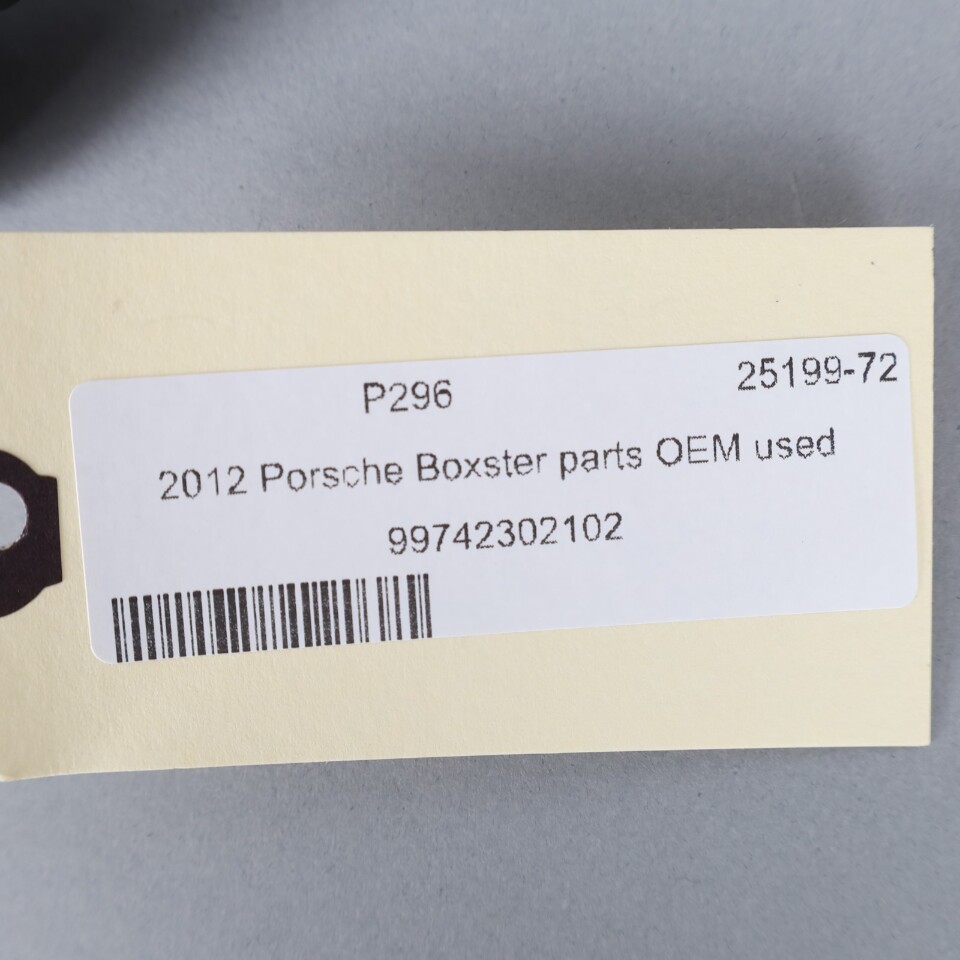 P296 25199-72
2012 Porsche Boxster parts OEM used
99742302102